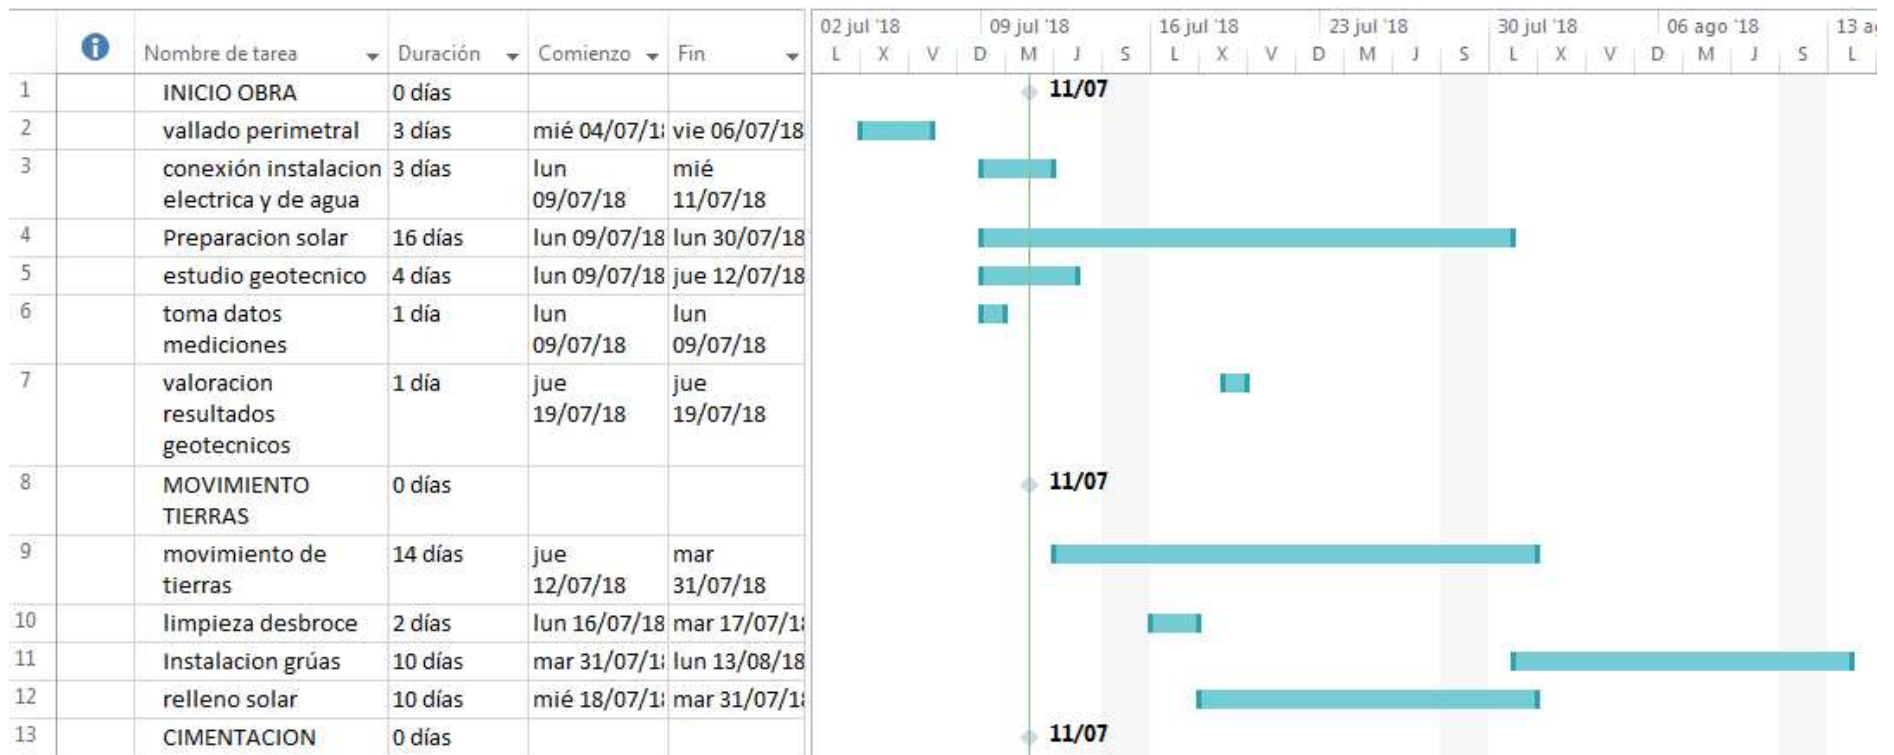 02 jul '18 09 jul '18 16 jul '18 23 jul '18 30 jul '18 06 ago '18 13 a
Nombre de tarea Duración Comienzo Fin L X V D M J S L X V D M J S L X V D M J S L
1 INICIO OBRA 0 días 11/07
2 vallado perimetral 3 días mié 04/07/1 vie 06/07/18
3 conexión instalacion 3 días lun mié
electrica y de agua 09/07/18 11/07/18
4 Preparacion solar 16 días lun 09/07/18 lun 30/07/18
5 estudio geotecnico 4 días lun 09/07/18 jue 12/07/18
6 toma datos 1 día lun lun
mediciones 09/07/18 09/07/18
7 valoracion 1 día jue jue
resultados 19/07/18 19/07/18
geotecnicos
8 MOVIMIENTO 0 días 11/07
TIERRAS
9 movimiento de 14 días jue mar
tierras 12/07/18 31/07/18
10 limpieza desbroce 2 días lun 16/07/18 mar 17/07/1
11 Instalacion grúas 10 días mar 31/07/1 lun 13/08/18
12 relleno solar 10 días mié 18/07/1 mar 31/07/1
13 CIMENTACION 0 días 11/07